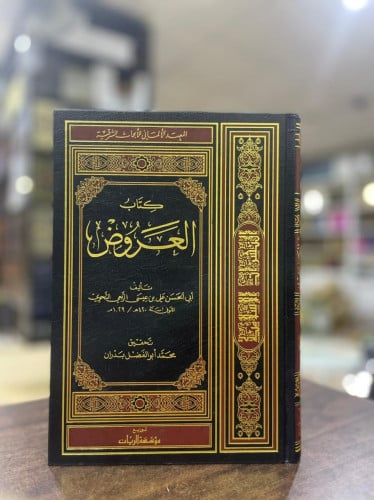 المعهد الألماني للأبحاث الشرقية
كتاب
العروض
تأليف
أبي الحسن علي بن عيسى الربعي النحوي
المتوفى سنة ٤٢٠هـ / ١٠٢٩م
تحقيق
محمد أبو الفضل بدران
توزيع
مؤسسة الريان